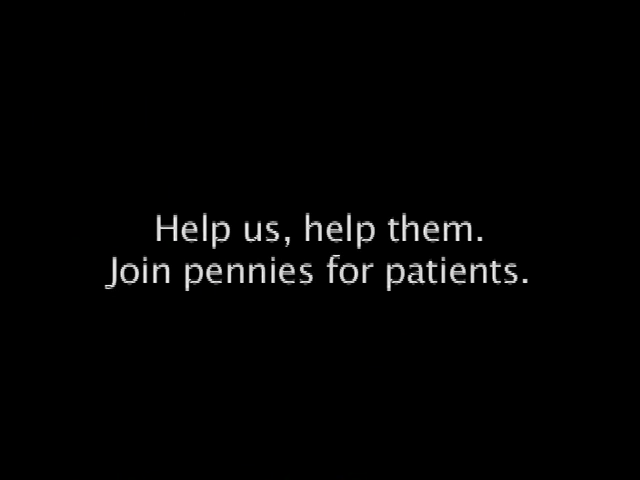 Help us, help them.
Join pennies for patients.